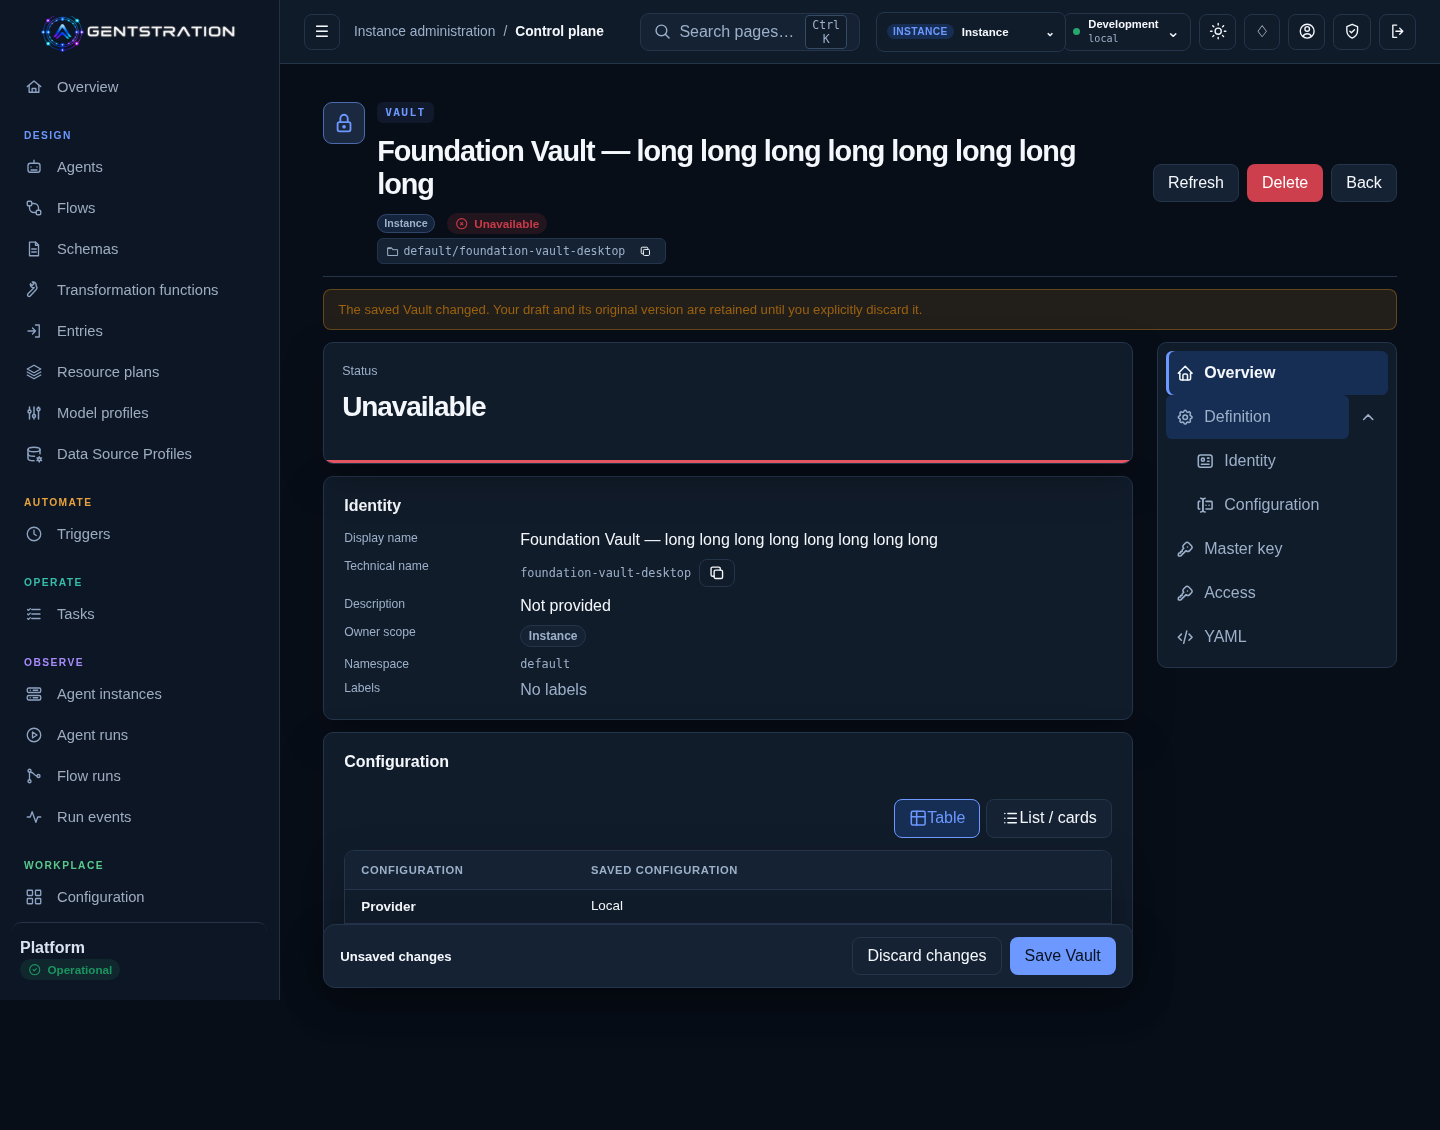 GENTSTRATION
Overview
DESIGN
Agents
Flows
Schemas
Transformation functions
Entries
Resource plans
Model profiles
Data Source Profiles
AUTOMATE
Triggers
OPERATE
Tasks
OBSERVE
Agent instances
Agent runs
Flow runs
Run events
WORKPLACE
Configuration
Platform
Operational
Instance administration / Control plane
Search pages…
Ctrl
K
INSTANCE Instance
Development
local
VAULT
Foundation Vault — long long long long long long long
long
Instance
Unavailable
default/foundation-vault-desktop
Refresh
Delete
Back
The saved Vault changed. Your draft and its original version are retained until you explicitly discard it.
Status
Unavailable
Identity
Display name
Foundation Vault — long long long long long long long long
Technical name
foundation-vault-desktop
Description
Not provided
Owner scope
Instance
Namespace
default
Labels
No labels
Configuration
Table
List / cards
CONFIGURATION
SAVED CONFIGURATION
Provider
Local
Unsaved changes
Discard changes
Save Vault
Overview
Definition
Identity
Configuration
Master key
Access
YAML